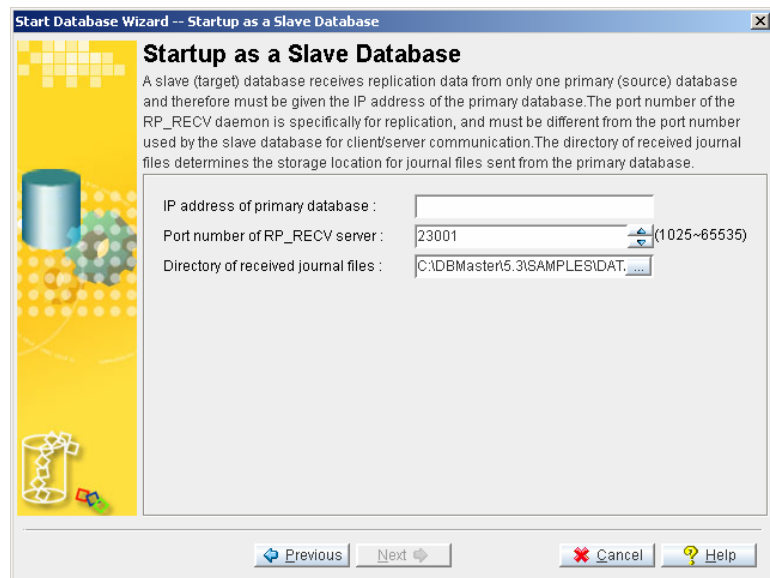 Start Database Wizard -- Startup as a Slave Database
Startup as a Slave Database
A slave (target) database receives replication data from only one primary (source) database
and therefore must be given the IP address of the primary database.The port number of the
RP_RECV daemon is specifically for replication, and must be different from the port number
used by the slave database for client/server communication.The directory of received journal
files determines the storage location for journal files sent from the primary database.
IP address of primary database :
Port number of RP_RECV server : 23001 (1025~65535)
Directory of received journal files : C:\DBMaster\5.3\SAMPLES\DAT. ...
Previous Next Cancel Help